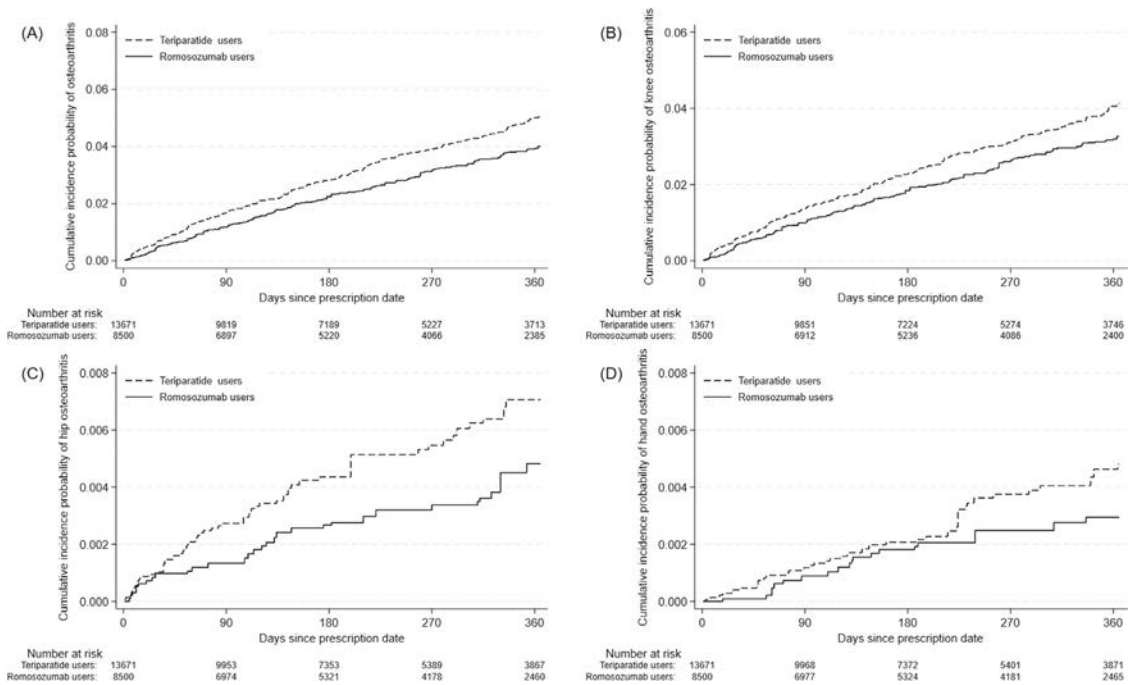 (A)
0.08
0.06
0.04
0.02
0.00
Cumulative incidence probability of osteoarthritis
Teriparatide users
Romosozumab users
0 90 180 270 360
Days since prescription date
Number at risk
Teriparatide users: 13671 9819 7189 5227 3713
Romosozumab users: 8500 6897 5220 4066 2385
(B)
0.06
0.04
0.02
0.00
Cumulative incidence probability of knee osteoarthritis
Teriparatide users
Romosozumab users
0 90 180 270 360
Days since prescription date
Number at risk
Teriparatide users: 13671 9851 7224 5274 3746
Romosozumab users: 8500 6912 5236 4086 2400
(C)
0.008
0.006
0.004
0.002
0.000
Cumulative incidence probability of hip osteoarthritis
Teriparatide users
Romosozumab users
0 90 180 270 360
Days since prescription date
Number at risk
Teriparatide users: 13671 9953 7353 5389 3867
Romosozumab users: 8500 6974 5321 4178 2460
(D)
0.008
0.006
0.004
0.002
0.000
Cumulative incidence probability of hand osteoarthritis
Teriparatide users
Romosozumab users
0 90 180 270 360
Days since prescription date
Number at risk
Teriparatide users: 13671 9968 7372 5401 3871
Romosozumab users: 8500 6977 5324 4181 2465